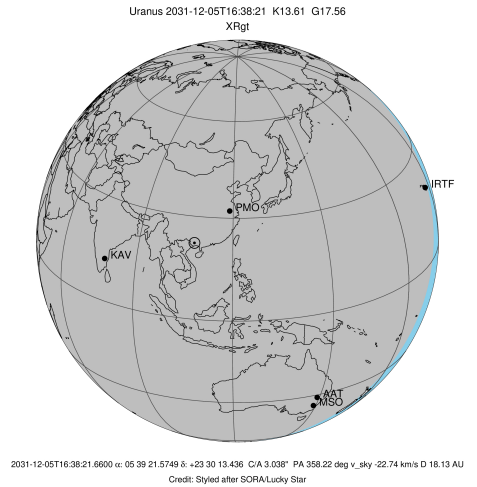 Uranus 2031-12-05T16:38:21 K13.61 G17.56
XRgt
IRTF
PMO
KAV
AAT
MSO
2031-12-05T16:38:21.6600 α: 05 39 21.5749 δ: +23 30 13.436 C/A 3.038" PA 358.22 deg v_sky -22.74 km/s D 18.13 AU
Credit: Styled after SORA/Lucky Star